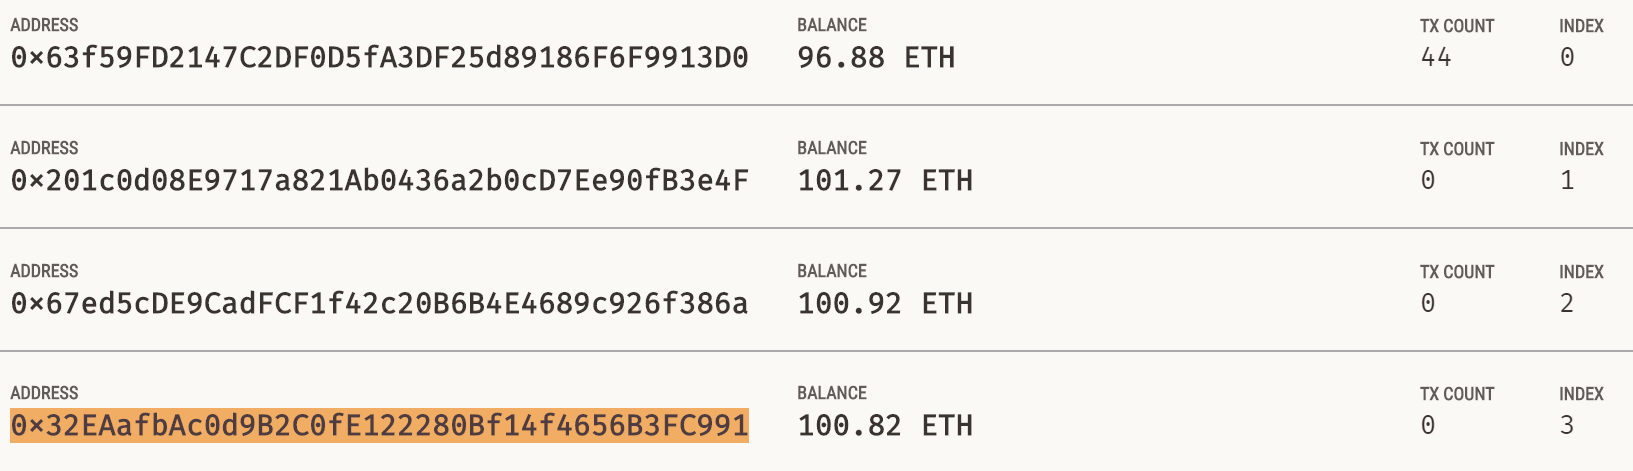 ADDRESS BALANCE TX COUNT INDEX
0x63f59FD2147C2DF0D5fA3DF25d89186F6F9913D0 96.88 ETH 44 0
ADDRESS BALANCE TX COUNT INDEX
0x201c0d08E9717a821Ab0436a2b0cD7Ee90fB3e4F 101.27 ETH 0 1
ADDRESS BALANCE TX COUNT INDEX
0x67ed5cDE9CadFCF1f42c20B6B4E4689c926f386a 100.92 ETH 0 2
ADDRESS BALANCE TX COUNT INDEX
0x32EAafbAc0d9B2C0fE122280Bf14f4656B3FC991 100.82 ETH 0 3